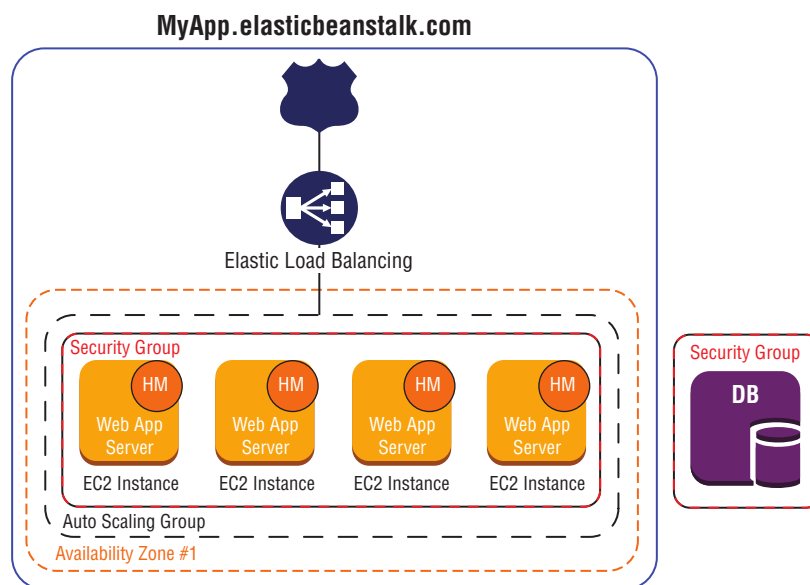 MyApp.elasticbeanstalk.com
Elastic Load Balancing
Security Group
HM
HM
HM
HM
Web App
Server
Web App
Server
Web App
Server
Web App
Server
EC2 Instance
EC2 Instance
EC2 Instance
EC2 Instance
Auto Scaling Group
Availability Zone #1
Security Group
DB